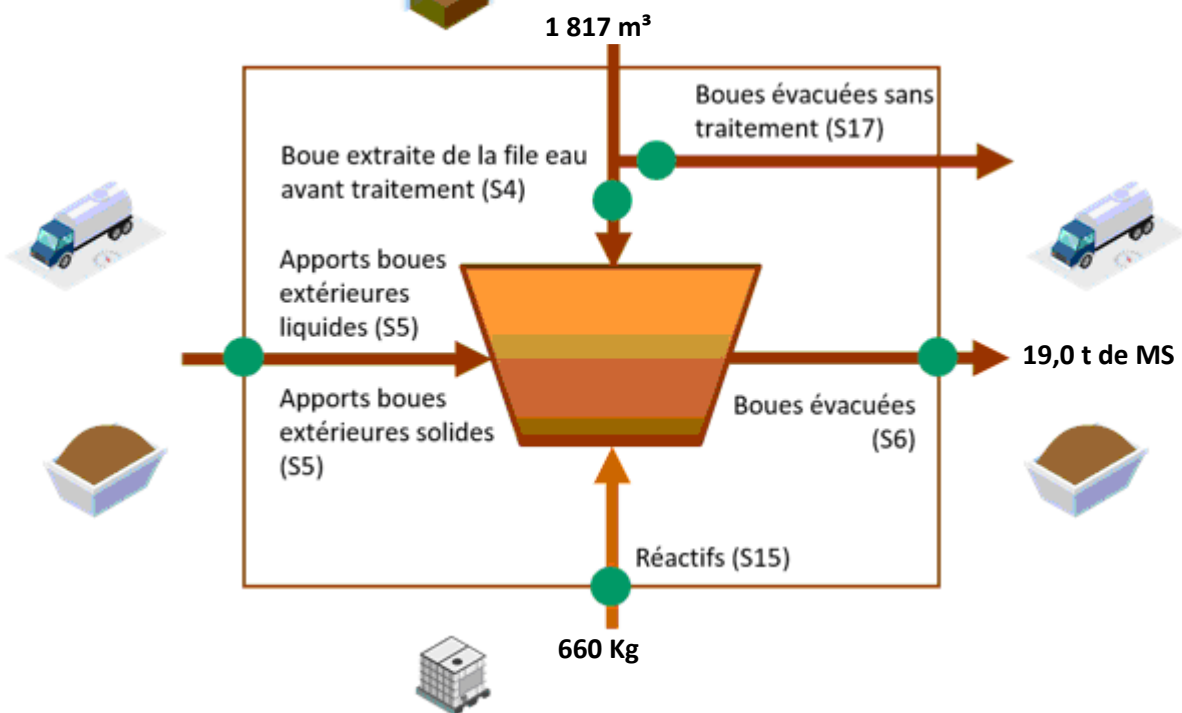 1 817 m³
Boues évacuées sans
traitement (S17)
Boue extraite de la file eau
avant traitement (S4)
Apports boues
extérieures
liquides (S5)
19,0 t de MS
Apports boues
extérieures solides
(S5)
Boues évacuées
(S6)
Réactifs (S15)
660 Kg